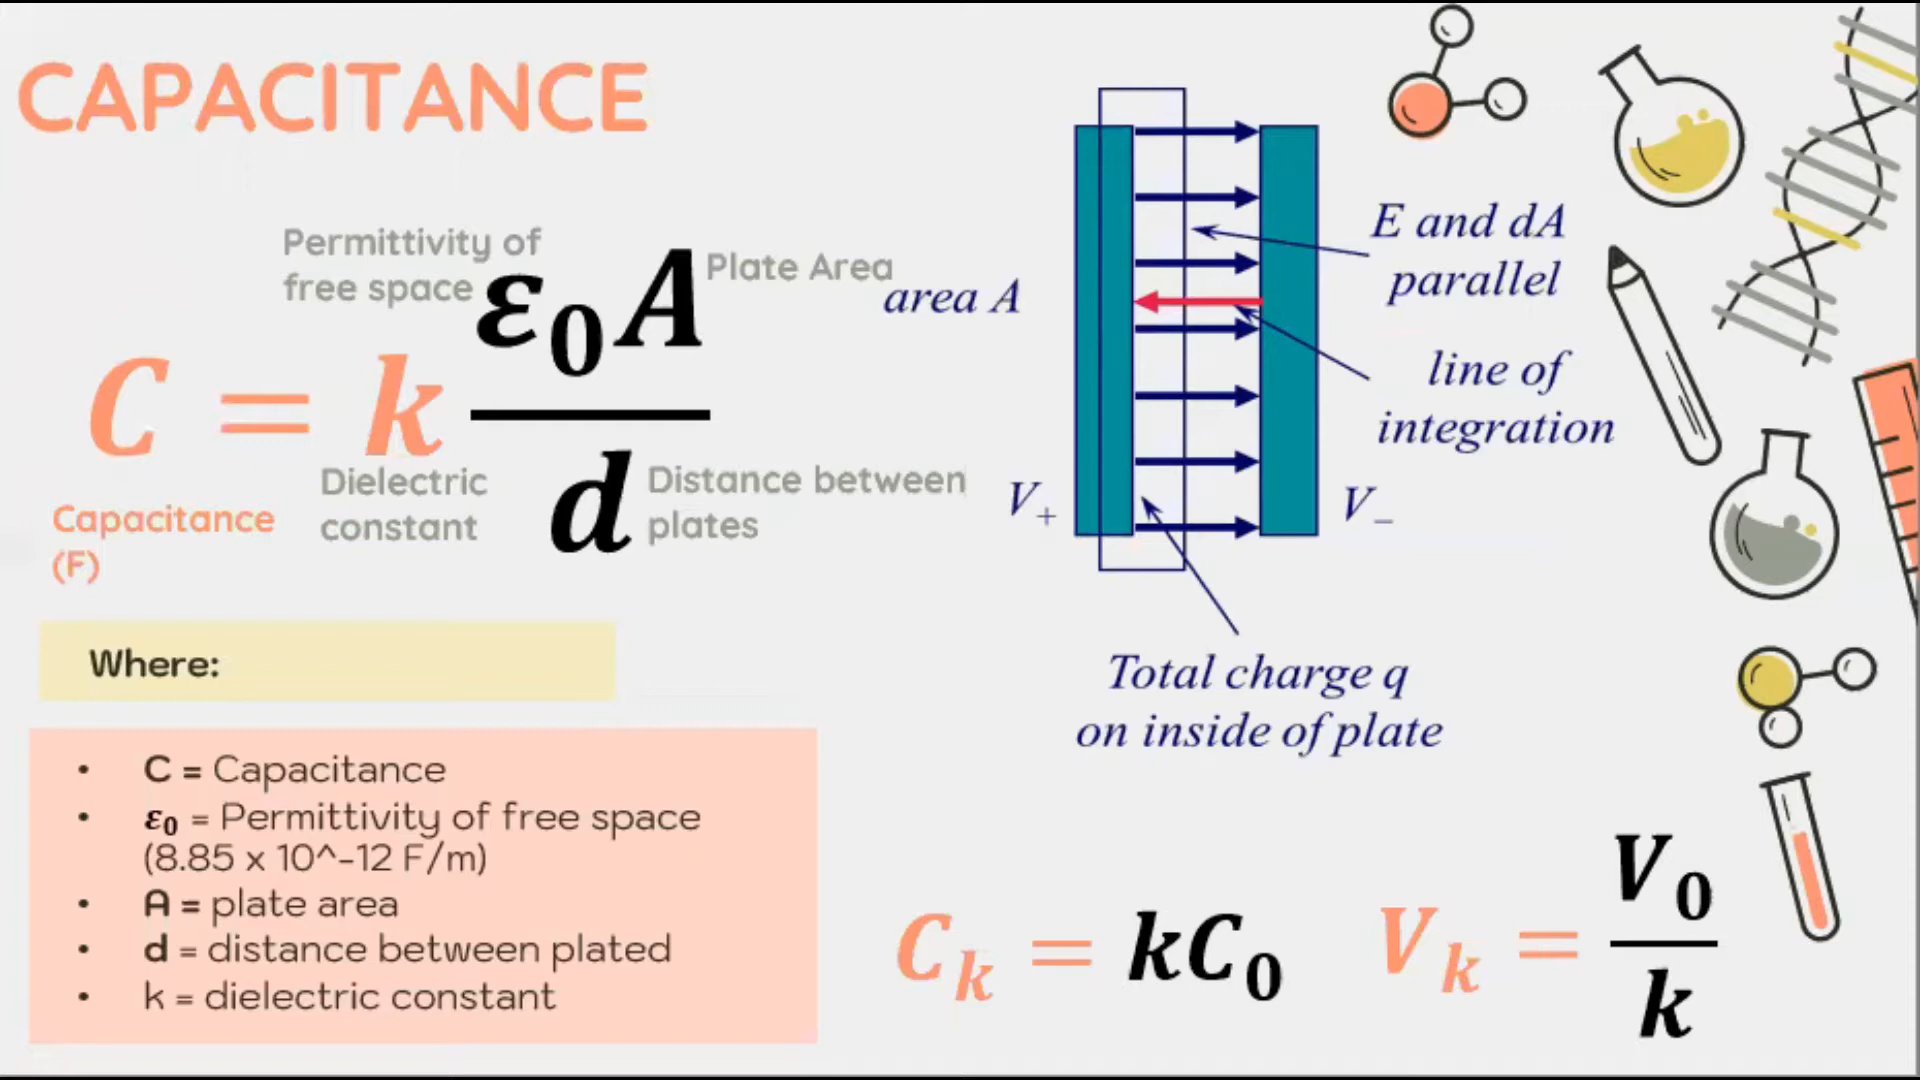 CAPACITANCE
Permittivity of
free space
ε₀A
Plate Area
C = k
d
Capacitance
(F)
Dielectric
constant
Distance between
plates
area A
E and dA
parallel
line of
integration
V₊
V₋
Total charge q
on inside of plate
Where:
• C = Capacitance
• ε₀ = Permittivity of free space
(8.85 x 10^-12 F/m)
• A = plate area
• d = distance between plated
• k = dielectric constant
Cₖ = kC₀
Vₖ = V₀
k